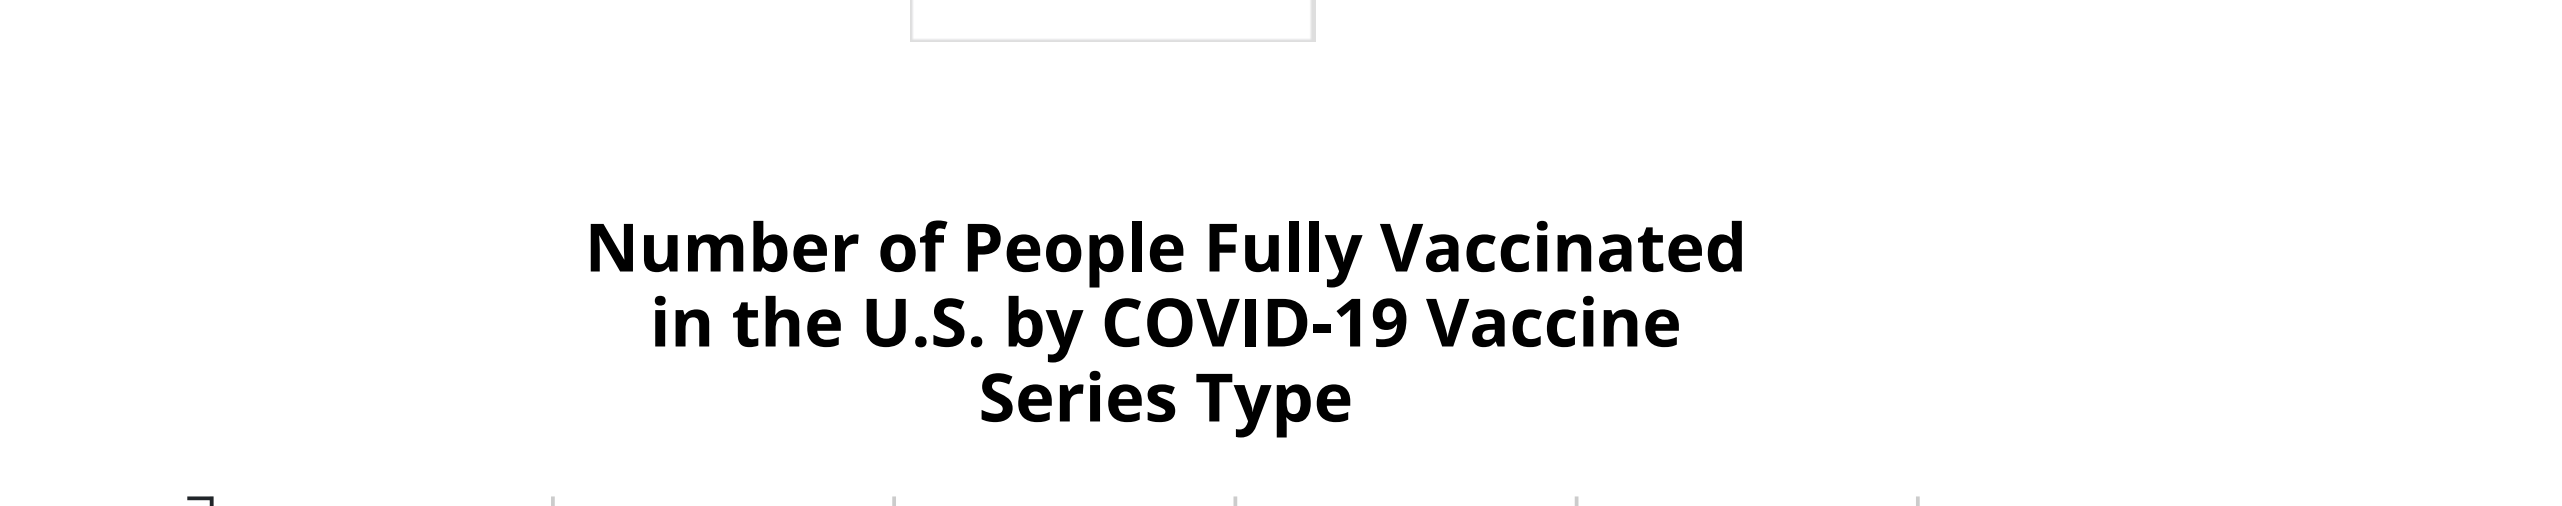 Number of People Fully Vaccinated
in the U.S. by COVID-19 Vaccine
Series Type